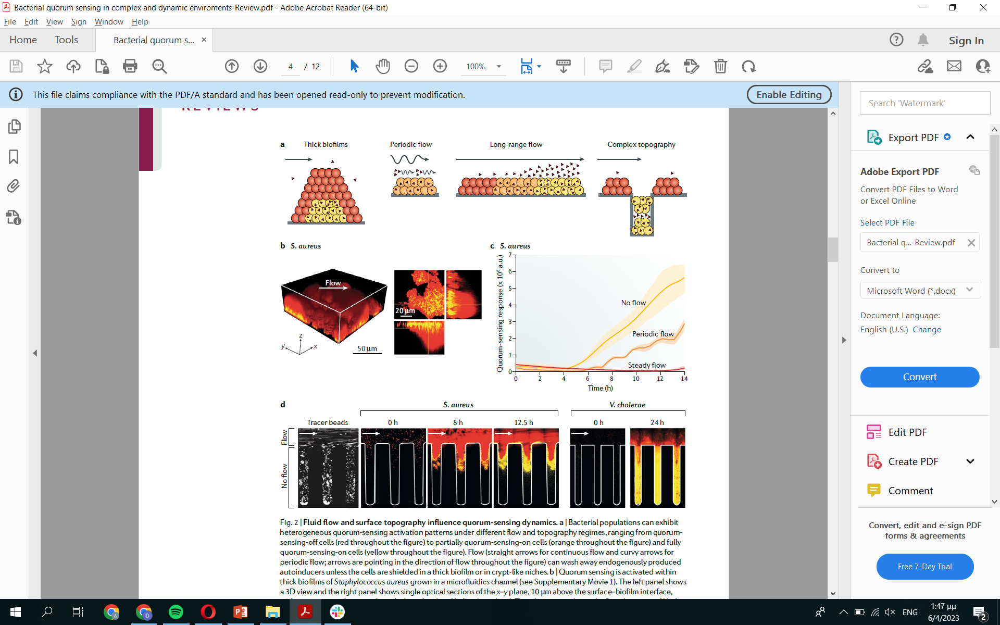 Bacterial quorum sensing in complex and dynamic enviroments-Review.pdf - Adobe Acrobat Reader (64-bit)
File Edit View Sign Window Help
Home Tools Bacterial quorum s... × Sign In
4 / 12 100%
This file claims compliance with the PDF/A standard and has been opened read-only to prevent modification. Enable Editing
REVIEWS
a Thick biofilms Periodic flow Long-range flow Complex topography
b S. aureus
Flow
20 µm
z
y x
50 µm
c S. aureus
Quorum-sensing response (x 10⁶ a.u.)
7
6
5
4
3
2
1
0
No flow
Periodic flow
Steady flow
0 2 4 6 8 10 12 14
Time (h)
d S. aureus V. cholerae
Tracer beads 0 h 8 h 12.5 h 0 h 24 h
Flow
No flow
Fig. 2 | Fluid flow and surface topography influence quorum-sensing dynamics. a | Bacterial populations can exhibit
heterogeneous quorum-sensing activation patterns under different flow and topography regimes, ranging from quorum-
sensing-off cells (red throughout the figure) to partially quorum-sensing-on cells (orange throughout the figure) and fully
quorum-sensing-on cells (yellow throughout the figure). Flow (straight arrows for continuous flow and curvy arrows for
periodic flow; arrows are pointing in the direction of flow throughout the figure) can wash away endogenously produced
autoinducers unless the cells are shielded in a thick biofilm or in crypt-like niches. b | Quorum sensing is activated within
thick biofilms of Staphylococcus aureus grown in a microfluidics channel (see Supplementary Movie 1). The left panel shows
a 3D view and the right panel shows single optical sections of the x–y plane, 10 µm above the surface–biofilm interface,
Search 'Watermark'
Export PDF
Adobe Export PDF
Convert PDF Files to Word
or Excel Online
Select PDF File
Bacterial q...-Review.pdf
Convert to
Microsoft Word (*.docx)
Document Language:
English (U.S.) Change
Convert
Edit PDF
Create PDF
Comment
Convert, edit and e-sign PDF
forms & agreements
Free 7-Day Trial
ENG
1:47 μμ
6/4/2023
2